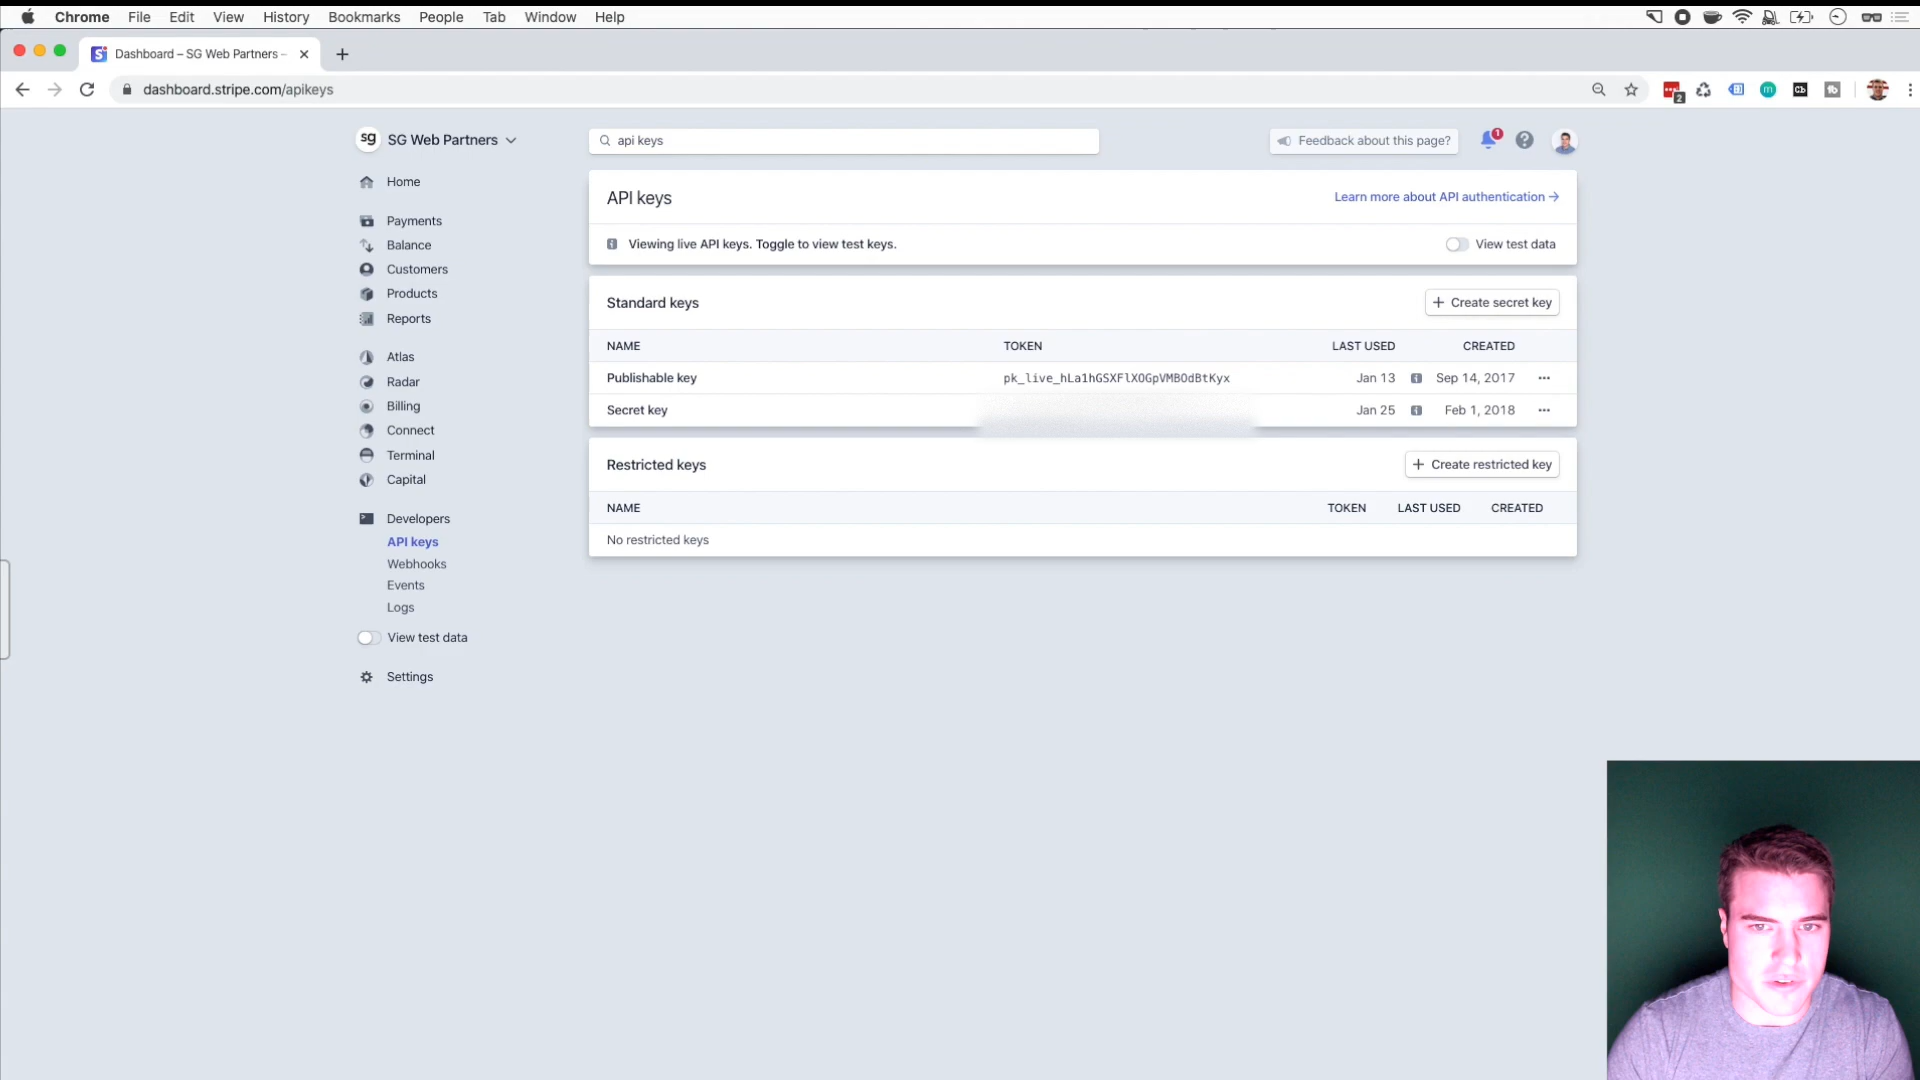 Chrome File Edit View History Bookmarks People Tab Window Help
Dashboard – SG Web Partners –
dashboard.stripe.com/apikeys
2
m
Cb
sg SG Web Partners
api keys
Feedback about this page?
1
Home
Payments
Balance
Customers
Products
Reports
Atlas
Radar
Billing
Connect
Terminal
Capital
Developers
API keys
Webhooks
Events
Logs
View test data
Settings
API keys
Learn more about API authentication →
Viewing live API keys. Toggle to view test keys.
View test data
Standard keys
+ Create secret key
NAME TOKEN LAST USED CREATED
Publishable key pk_live_hLa1hGSXFlXOGpVMBOdBtKyx Jan 13 Sep 14, 2017
Secret key Jan 25 Feb 1, 2018
Restricted keys
+ Create restricted key
NAME TOKEN LAST USED CREATED
No restricted keys